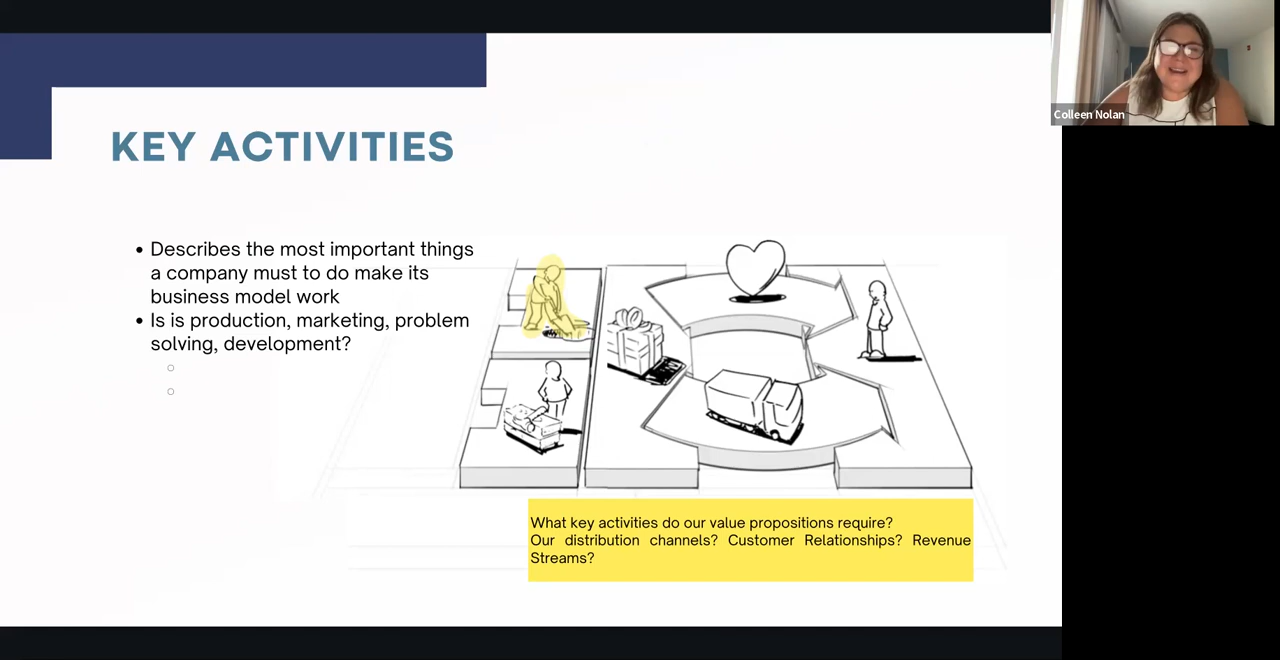 KEY ACTIVITIES
Describes the most important things
a company must to do make its
business model work
Is is production, marketing, problem
solving, development?
What key activities do our value propositions require?
Our distribution channels? Customer Relationships? Revenue
Streams?
Colleen Nolan